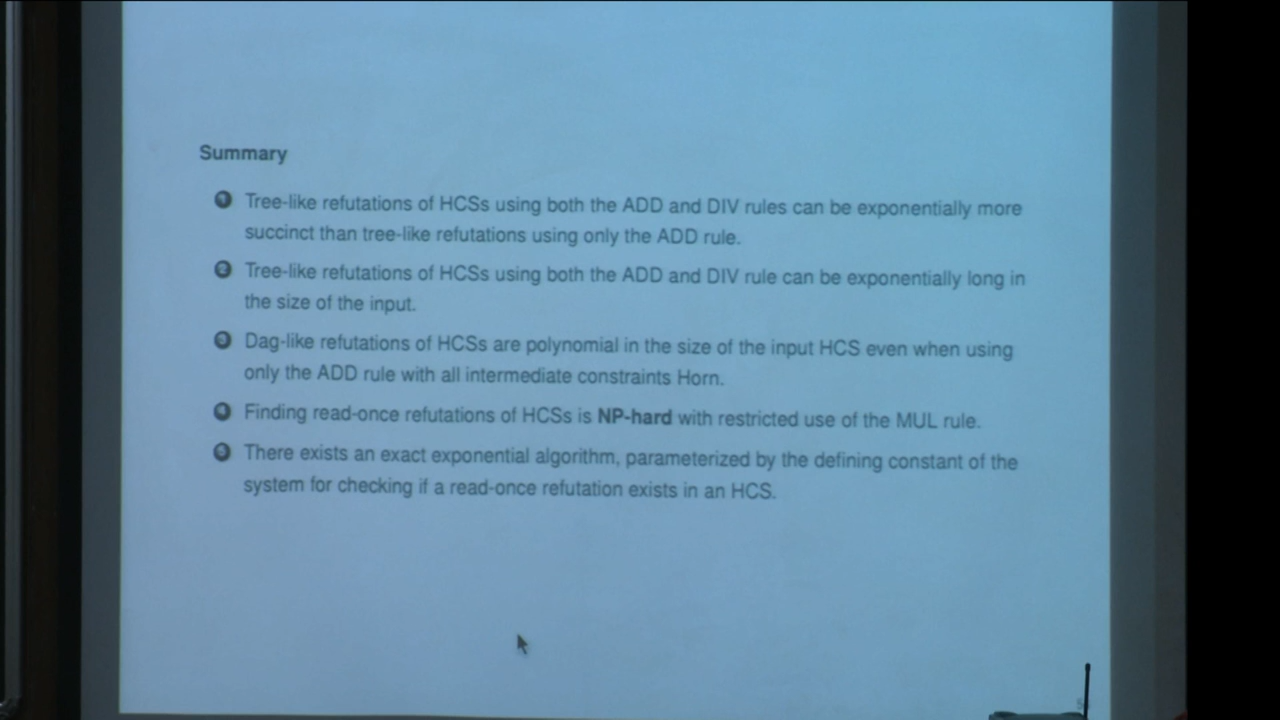 Summary
1 Tree-like refutations of HCSs using both the ADD and DIV rules can be exponentially more
succinct than tree-like refutations using only the ADD rule.
2 Tree-like refutations of HCSs using both the ADD and DIV rule can be exponentially long in
the size of the input.
3 Dag-like refutations of HCSs are polynomial in the size of the input HCS even when using
only the ADD rule with all intermediate constraints Horn.
4 Finding read-once refutations of HCSs is NP-hard with restricted use of the MUL rule.
5 There exists an exact exponential algorithm, parameterized by the defining constant of the
system for checking if a read-once refutation exists in an HCS.